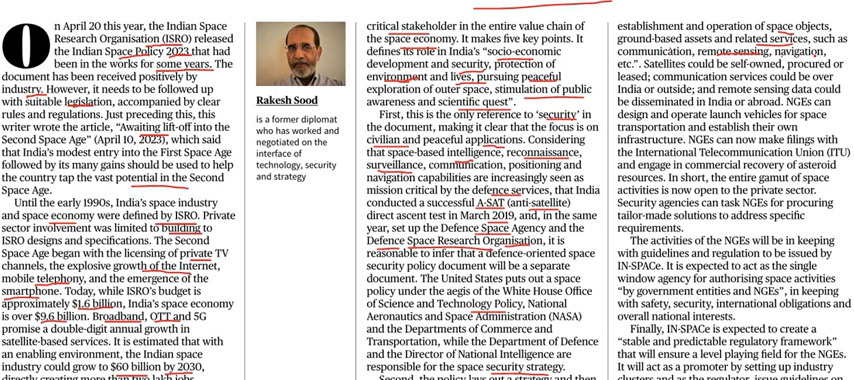 On April 20 this year, the Indian Space
Research Organisation (ISRO) released
the Indian Space Policy 2023 that had
been in the works for some years. The
document has been received positively by
industry. However, it needs to be followed up
with suitable legislation, accompanied by clear
rules and regulations. Just preceding this, this
writer wrote the article, “Awaiting lift-off into the
Second Space Age” (April 10, 2023), which said
that India’s modest entry into the First Space Age
followed by its many gains should be used to help
the country tap the vast potential in the Second
Space Age.
Until the early 1990s, India’s space industry
and space economy were defined by ISRO. Private
sector involvement was limited to building to
ISRO designs and specifications. The Second
Space Age began with the licensing of private TV
channels, the explosive growth of the Internet,
mobile telephony, and the emergence of the
smartphone. Today, while ISRO’s budget is
approximately $1.6 billion, India’s space economy
is over $9.6 billion. Broadband, OTT and 5G
promise a double-digit annual growth in
satellite-based services. It is estimated that with
an enabling environment, the Indian space
industry could grow to $60 billion by 2030,
directly creating more than two lakh jobs.
Rakesh Sood
is a former diplomat
who has worked and
negotiated on the
interface of
technology, security
and strategy
critical stakeholder in the entire value chain of
the space economy. It makes five key points. It
defines its role in India’s “socio-economic
development and security, protection of
environment and lives, pursuing peaceful
exploration of outer space, stimulation of public
awareness and scientific quest”.
First, this is the only reference to ‘security’ in
the document, making it clear that the focus is on
civilian and peaceful applications. Considering
that space-based intelligence, reconnaissance,
surveillance, communication, positioning and
navigation capabilities are increasingly seen as
mission critical by the defence services, that India
conducted a successful A-SAT (anti-satellite)
direct ascent test in March 2019, and, in the same
year, set up the Defence Space Agency and the
Defence Space Research Organisation, it is
reasonable to infer that a defence-oriented space
security policy document will be a separate
document. The United States puts out a space
policy under the aegis of the White House Office
of Science and Technology Policy, National
Aeronautics and Space Administration (NASA)
and the Departments of Commerce and
Transportation, while the Department of Defence
and the Director of National Intelligence are
responsible for the space security strategy.
Second, the policy lays out a strategy and then
establishment and operation of space objects,
ground-based assets and related services, such as
communication, remote sensing, navigation,
etc.”. Satellites could be self-owned, procured or
leased; communication services could be over
India or outside; and remote sensing data could
be disseminated in India or abroad. NGEs can
design and operate launch vehicles for space
transportation and establish their own
infrastructure. NGEs can now make filings with
the International Telecommunication Union (ITU)
and engage in commercial recovery of asteroid
resources. In short, the entire gamut of space
activities is now open to the private sector.
Security agencies can task NGEs for procuring
tailor-made solutions to address specific
requirements.
The activities of the NGEs will be in keeping
with guidelines and regulation to be issued by
IN-SPACe. It is expected to act as the single
window agency for authorising space activities
“by government entities and NGEs”, in keeping
with safety, security, international obligations and
overall national interests.
Finally, IN-SPACe is expected to create a
“stable and predictable regulatory framework”
that will ensure a level playing field for the NGEs.
It will act as a promoter by setting up industry
clusters and as the regulator, issue guidelines on